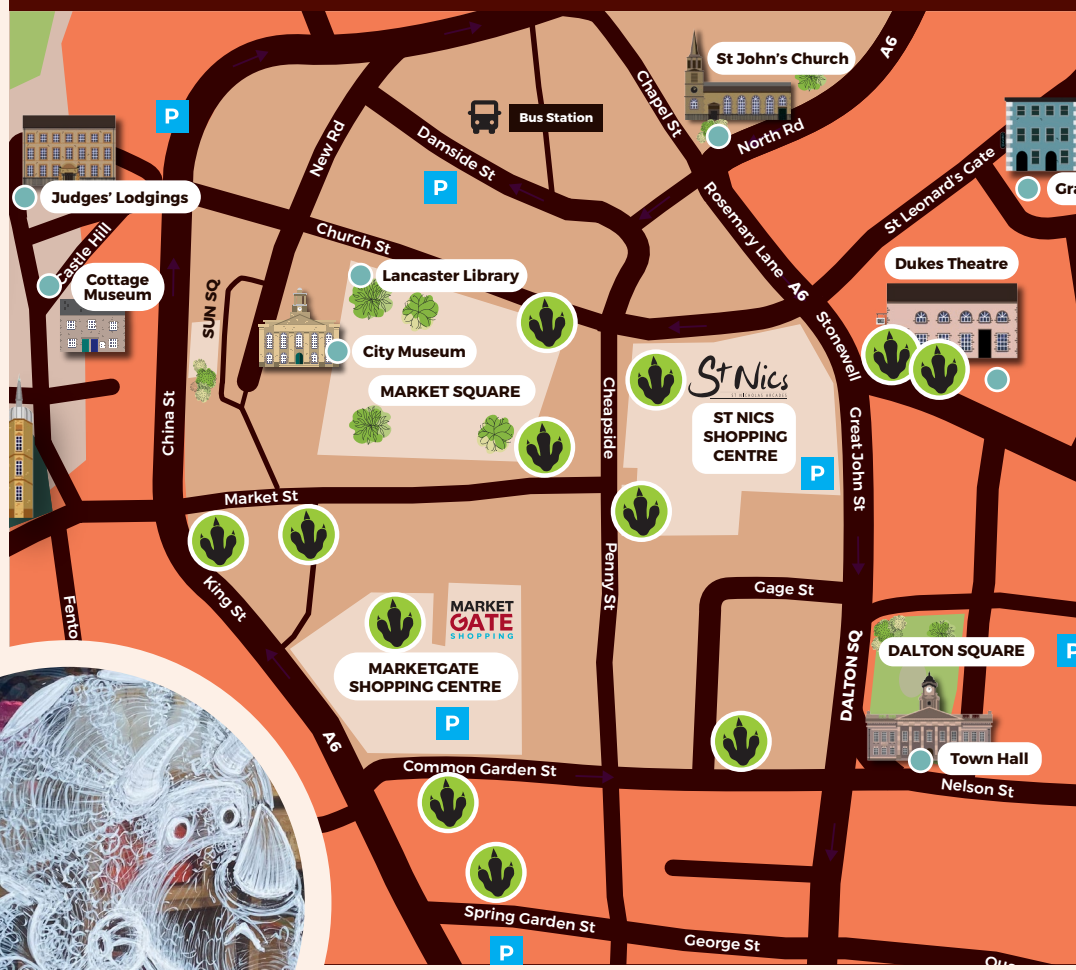 St John's Church
A6
Chapel St
North Rd
P
New Rd
Bus Station
Damside St
P
Judges' Lodgings
St Leonard's Gate
Gra
Rosemary Lane
A6
Castle Hill
Church St
Lancaster Library
Dukes Theatre
Cottage
Museum
SUN SQ
City Museum
MARKET SQUARE
Stonewell
St Nics
ST NICHOLAS ARCADES
ST NICS
SHOPPING
CENTRE
P
China St
Cheapside
Great John St
Market St
King St
Penny St
Gage St
Fento
MARKET
GATE
SHOPPING
MARKETGATE
SHOPPING CENTRE
P
DALTON SQ
DALTON SQUARE
P
A6
Town Hall
Common Garden St
Nelson St
Spring Garden St
P
George St
Que